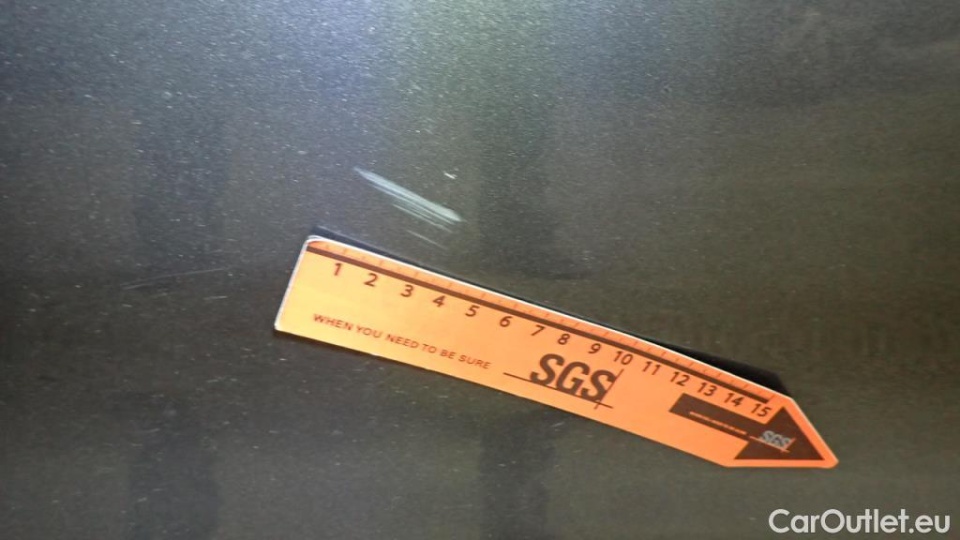 1 2 3 4 5 6 7 8 9 10 11 12 13 14 15
WHEN YOU NEED TO BE SURE
SGS
SGS
CarOutlet.eu